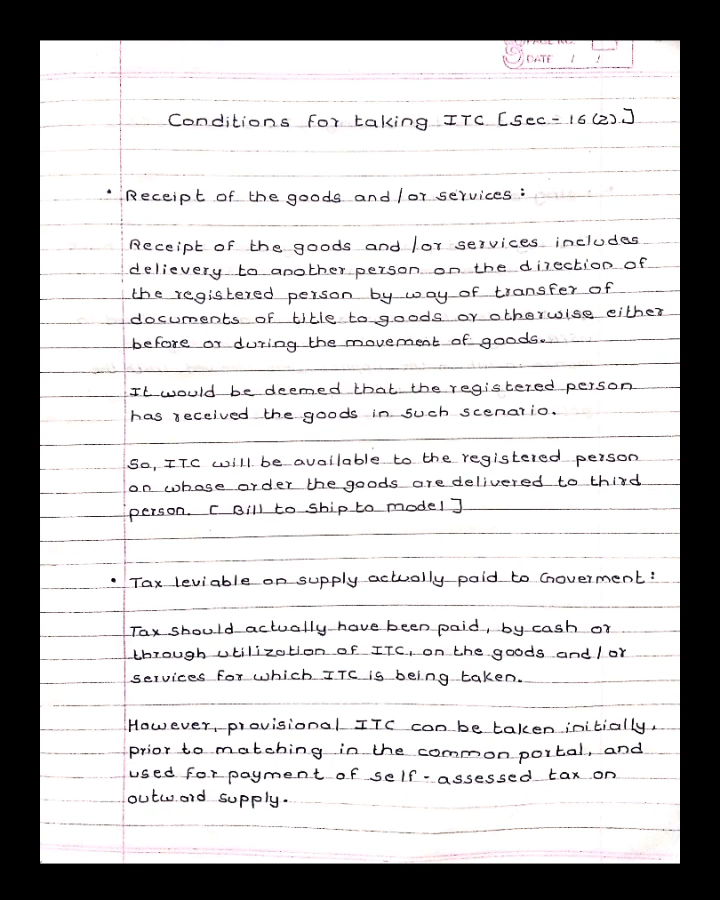 PAGE NO.
DATE / /
Conditions for taking ITC [Sec-16(2)]
• Receipt of the goods and/or services:
Receipt of the goods and/or services includes
delievery to another person on the direction of
the registered person by way of transfer of
documents of title to goods or otherwise either
before or during the movement of goods.
It would be deemed that the registered person
has received the goods in such scenario.
So, ITC will be available to the registered person
on whose order the goods are delivered to third
person. [Bill to Ship to model]
• Tax leviable on supply actually paid to Goverment:
Tax should actually have been paid, by cash or
through utilization of ITC, on the goods and/or
services for which ITC is being taken.
However, provisional ITC can be taken initially,
prior to matching in the common portal, and
used for payment of self-assessed tax on
outward supply.